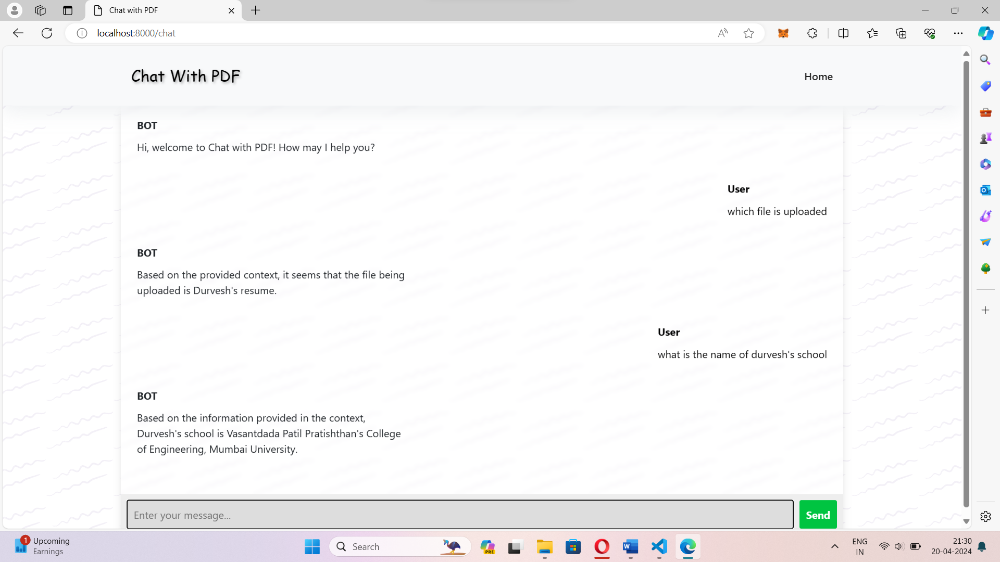 Chat with PDF
localhost:8000/chat
Chat With PDF
Home
BOT
Hi, welcome to Chat with PDF! How may I help you?
User
which file is uploaded
BOT
Based on the provided context, it seems that the file being
uploaded is Durvesh's resume.
User
what is the name of durvesh's school
BOT
Based on the information provided in the context,
Durvesh's school is Vasantdada Patil Pratishthan's College
of Engineering, Mumbai University.
Enter your message...
Send
1
Upcoming
Earnings
Search
PRE
ENG
IN
21:30
20-04-2024